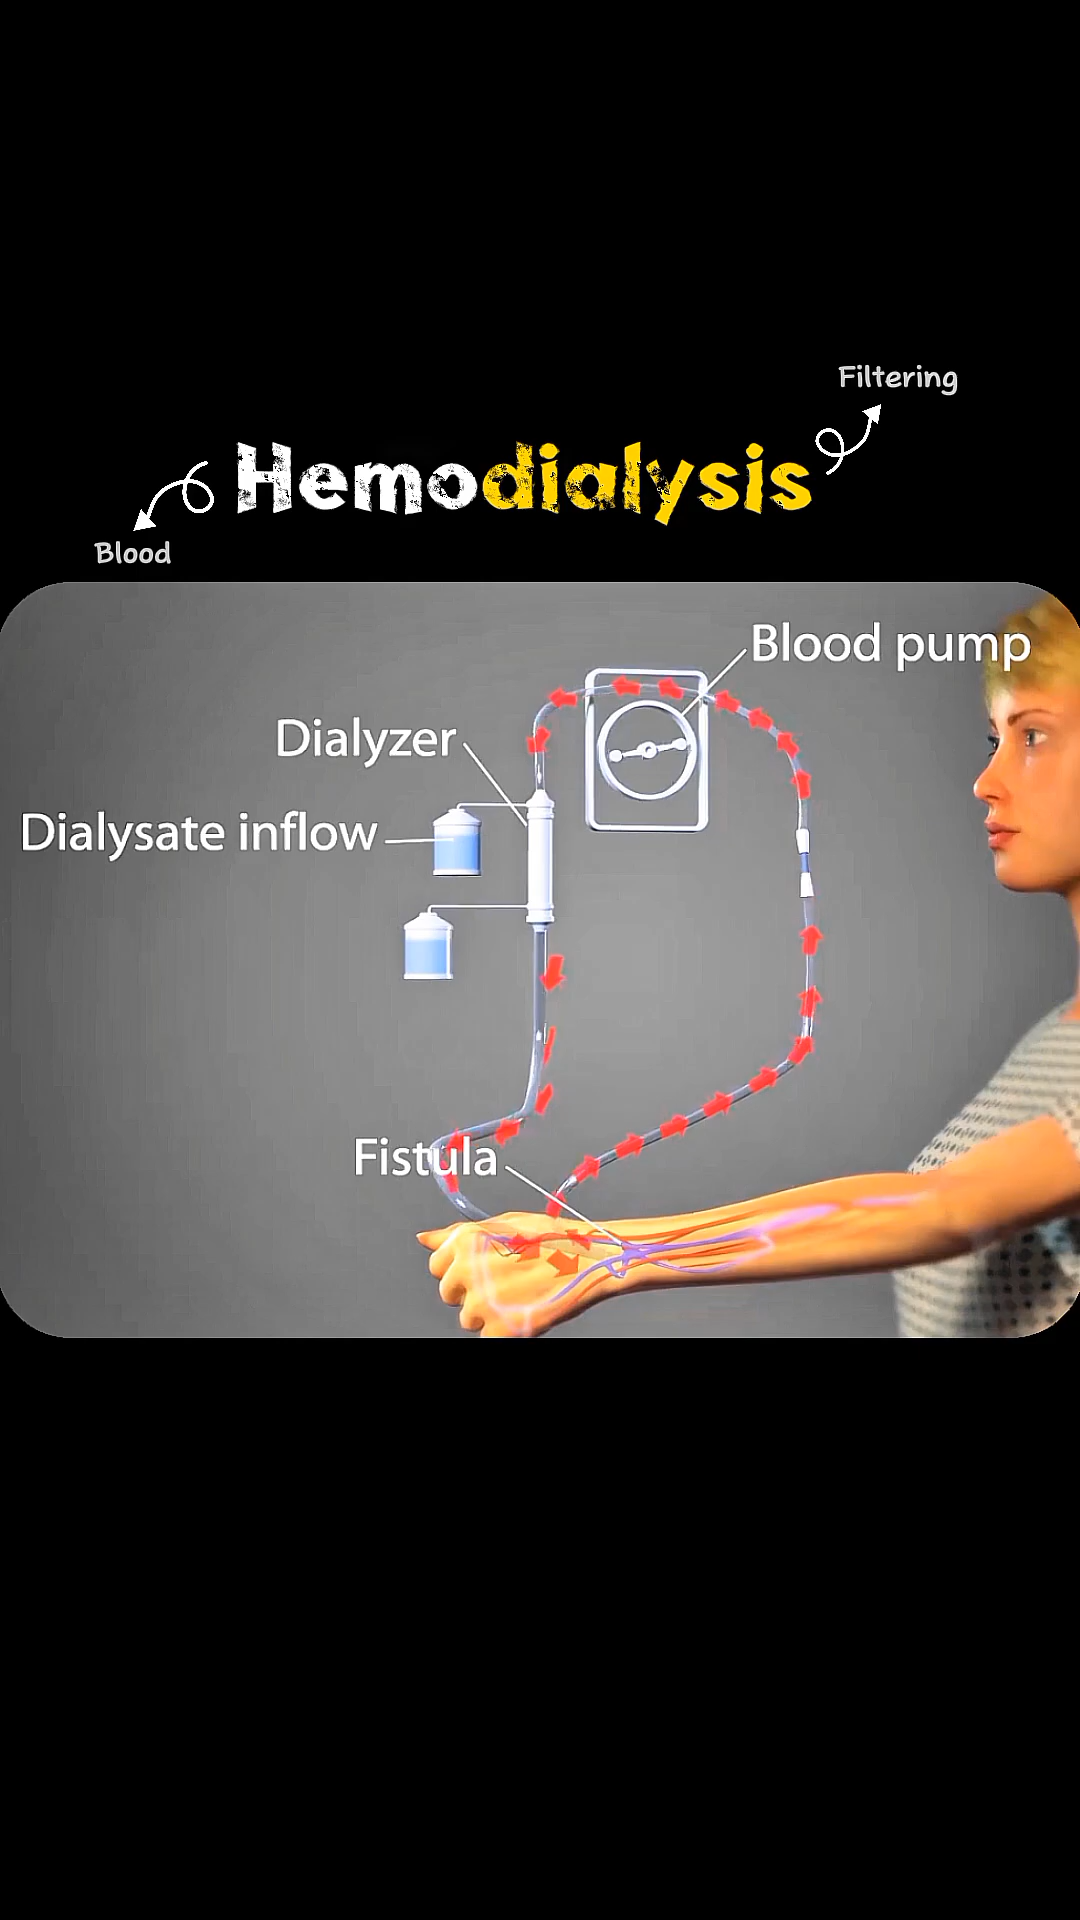 Filtering
Hemodialysis
Blood
Blood pump
Dialyzer
Dialysate inflow
Fistula